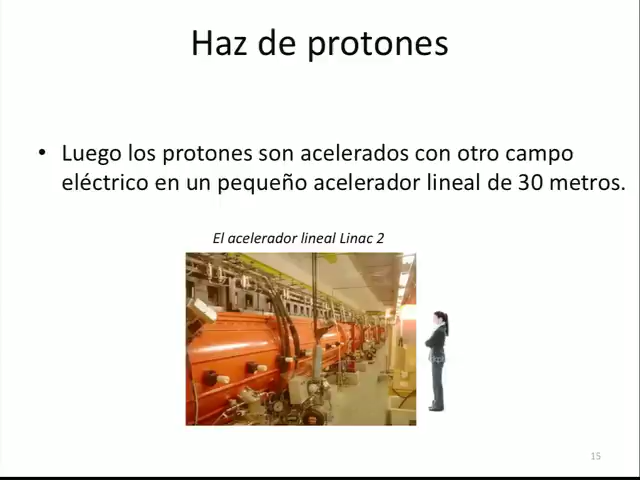 Haz de protones
• Luego los protones son acelerados con otro campo
eléctrico en un pequeño acelerador lineal de 30 metros.
El acelerador lineal Linac 2
15